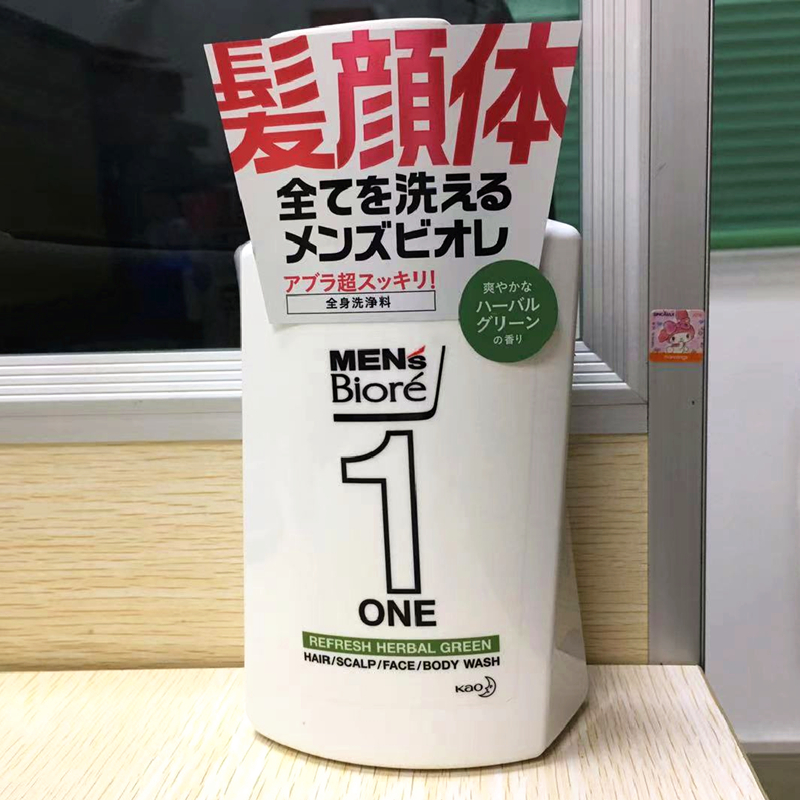 髪顔体
全てを洗える
メンズビオレ
アブラ超スッキリ!
全身洗浄料
爽やかな
ハーバル
グリーン
の香り
MEN's
Bioré
1
ONE
REFRESH HERBAL GREEN
HAIR/SCALP/FACE/BODY WASH
Kao